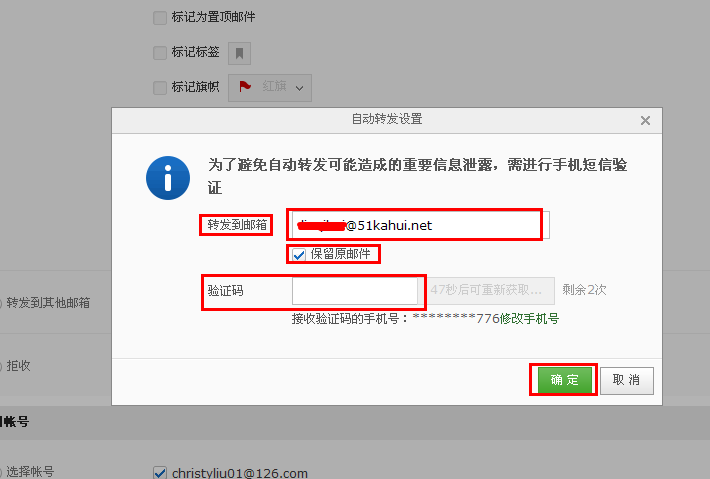 标记为置顶邮件
标记标签
标记旗帜 红旗
自动转发设置
为了避免自动转发可能造成的重要信息泄露，需进行手机短信验
证
转发到邮箱 @51kahui.net
保留原邮件
验证码 47秒后可重新获取... 剩余2次
接收验证码的手机号：********776修改手机号
转发到其他邮箱
拒收
确 定 取 消
帐号
选择帐号 christyliu01@126.com